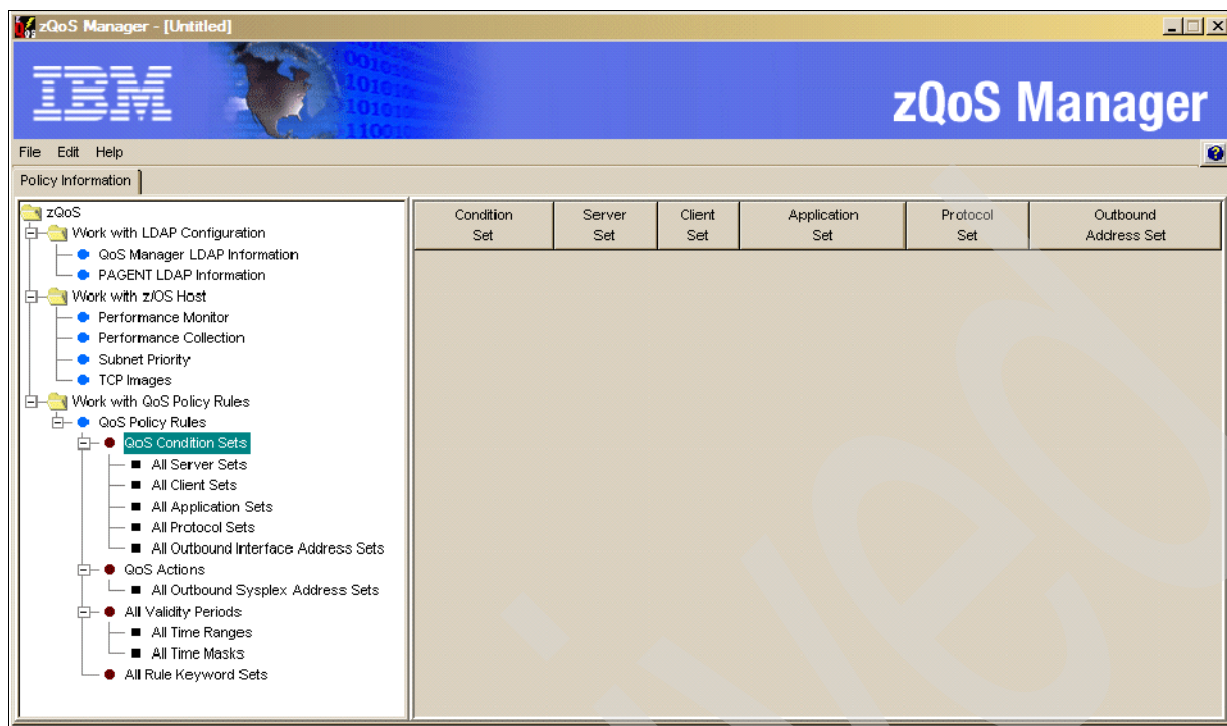 zQoS Manager - [Untitled]
IBM
zQoS Manager
File Edit Help
Policy Information
zQoS
Work with LDAP Configuration
QoS Manager LDAP Information
PAGENT LDAP Information
Work with z/OS Host
Performance Monitor
Performance Collection
Subnet Priority
TCP Images
Work with QoS Policy Rules
QoS Policy Rules
QoS Condition Sets
All Server Sets
All Client Sets
All Application Sets
All Protocol Sets
All Outbound Interface Address Sets
QoS Actions
All Outbound Sysplex Address Sets
All Validity Periods
All Time Ranges
All Time Masks
All Rule Keyword Sets
Condition Set
Server Set
Client Set
Application Set
Protocol Set
Outbound Address Set